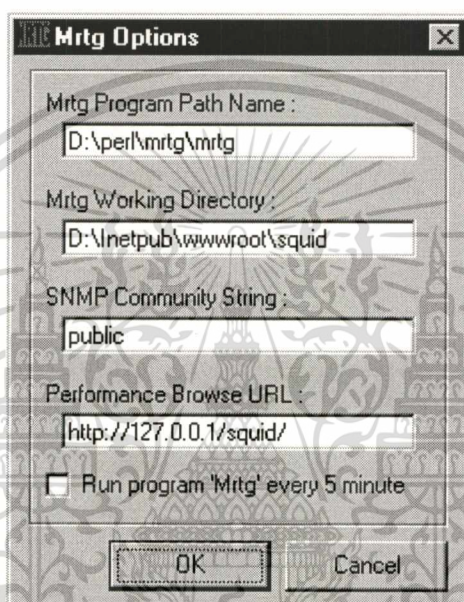 MRTG Mrtg Options
Mrtg Program Path Name :
D:\perl\mrtg\mrtg
Mrtg Working Directory :
D:\Inetpub\wwwroot\squid
SNMP Community String :
public
Performance Browse URL :
http://127.0.0.1/squid/
Run program 'Mrtg' every 5 minute
OK Cancel